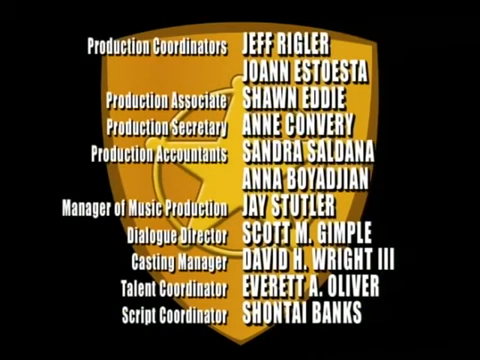 Production Coordinators JEFF RIGLER
JOANN ESTOESTA
Production Associate SHAWN EDDIE
Production Secretary ANNE CONVERY
Production Accountants SANDRA SALDANA
ANNA BOYADJIAN
Manager of Music Production JAY STUTLER
Dialogue Director SCOTT M. GIMPLE
Casting Manager DAVID H. WRIGHT III
Talent Coordinator EVERETT A. OLIVER
Script Coordinator SHONTAI BANKS